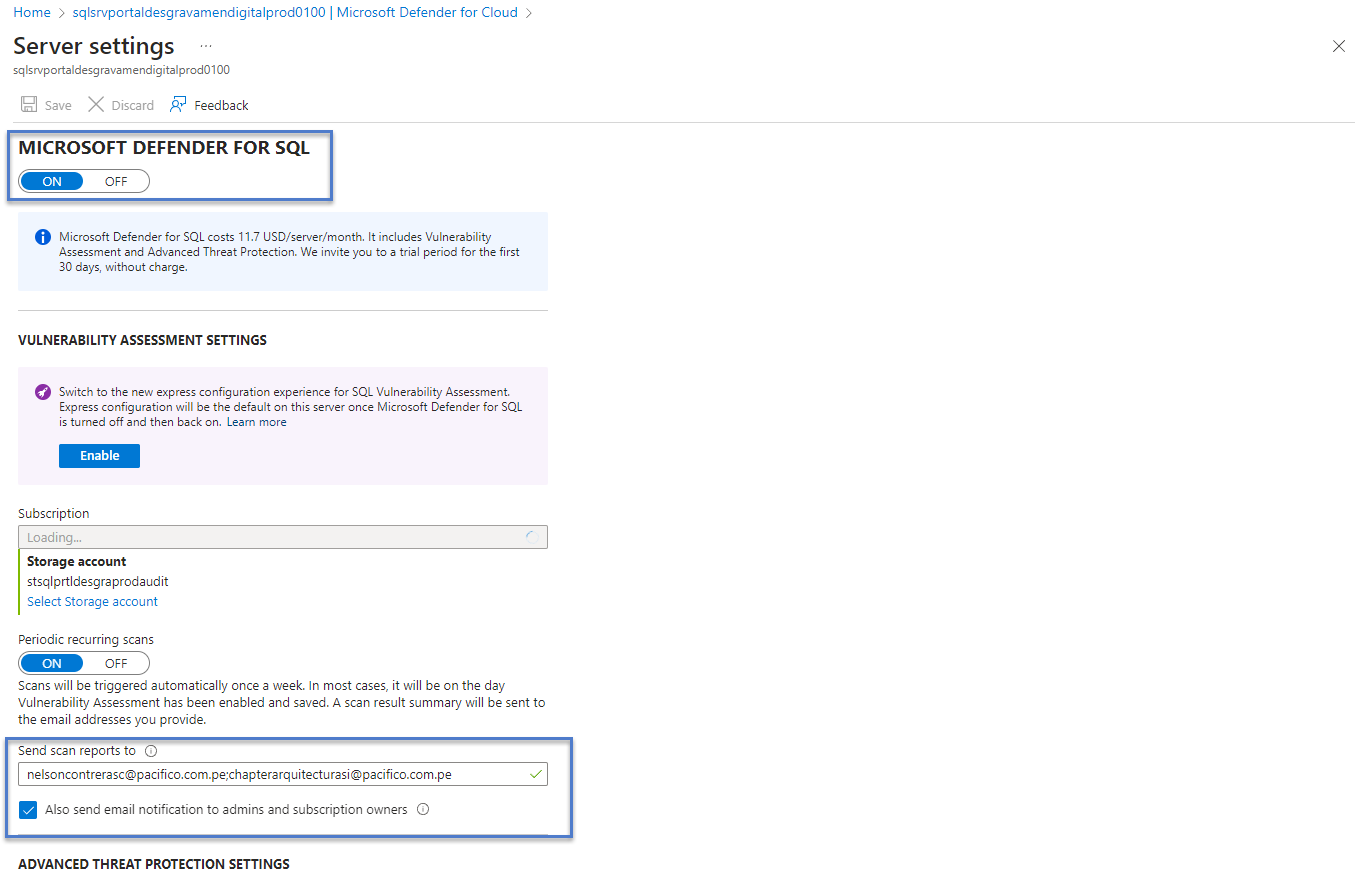 Home > sqlsrvportaldesgravamendigitalprod0100 | Microsoft Defender for Cloud >
Server settings ...
sqlsrvportaldesgravamendigitalprod0100
Save Discard Feedback
MICROSOFT DEFENDER FOR SQL
ON OFF
Microsoft Defender for SQL costs 11.7 USD/server/month. It includes Vulnerability
Assessment and Advanced Threat Protection. We invite you to a trial period for the first
30 days, without charge.
VULNERABILITY ASSESSMENT SETTINGS
Switch to the new express configuration experience for SQL Vulnerability Assessment.
Express configuration will be the default on this server once Microsoft Defender for SQL
is turned off and then back on. Learn more
Enable
Subscription
Loading...
Storage account
stsqlprtldesgraprodaudit
Select Storage account
Periodic recurring scans
ON OFF
Scans will be triggered automatically once a week. In most cases, it will be on the day
Vulnerability Assessment has been enabled and saved. A scan result summary will be sent to
the email addresses you provide.
Send scan reports to
nelsoncontrerasc@pacifico.com.pe;chapterarquitecturasi@pacifico.com.pe
Also send email notification to admins and subscription owners
ADVANCED THREAT PROTECTION SETTINGS